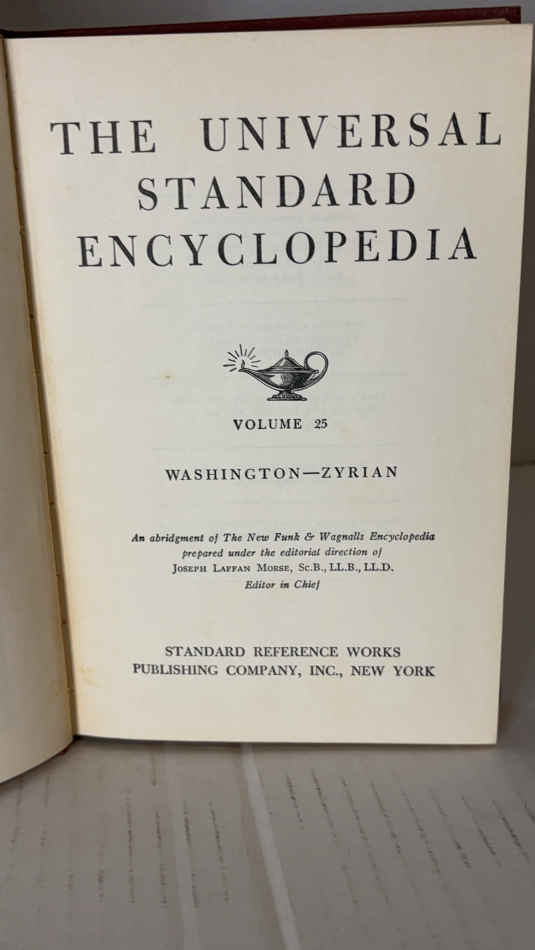 THE UNIVERSAL
STANDARD
ENCYCLOPEDIA
VOLUME 25
WASHINGTON—ZYRIAN
An abridgment of The New Funk & Wagnalls Encyclopedia
prepared under the editorial direction of
JOSEPH LAFFAN MORSE, SC.B., LL.B., LL.D.
Editor in Chief
STANDARD REFERENCE WORKS
PUBLISHING COMPANY, INC., NEW YORK